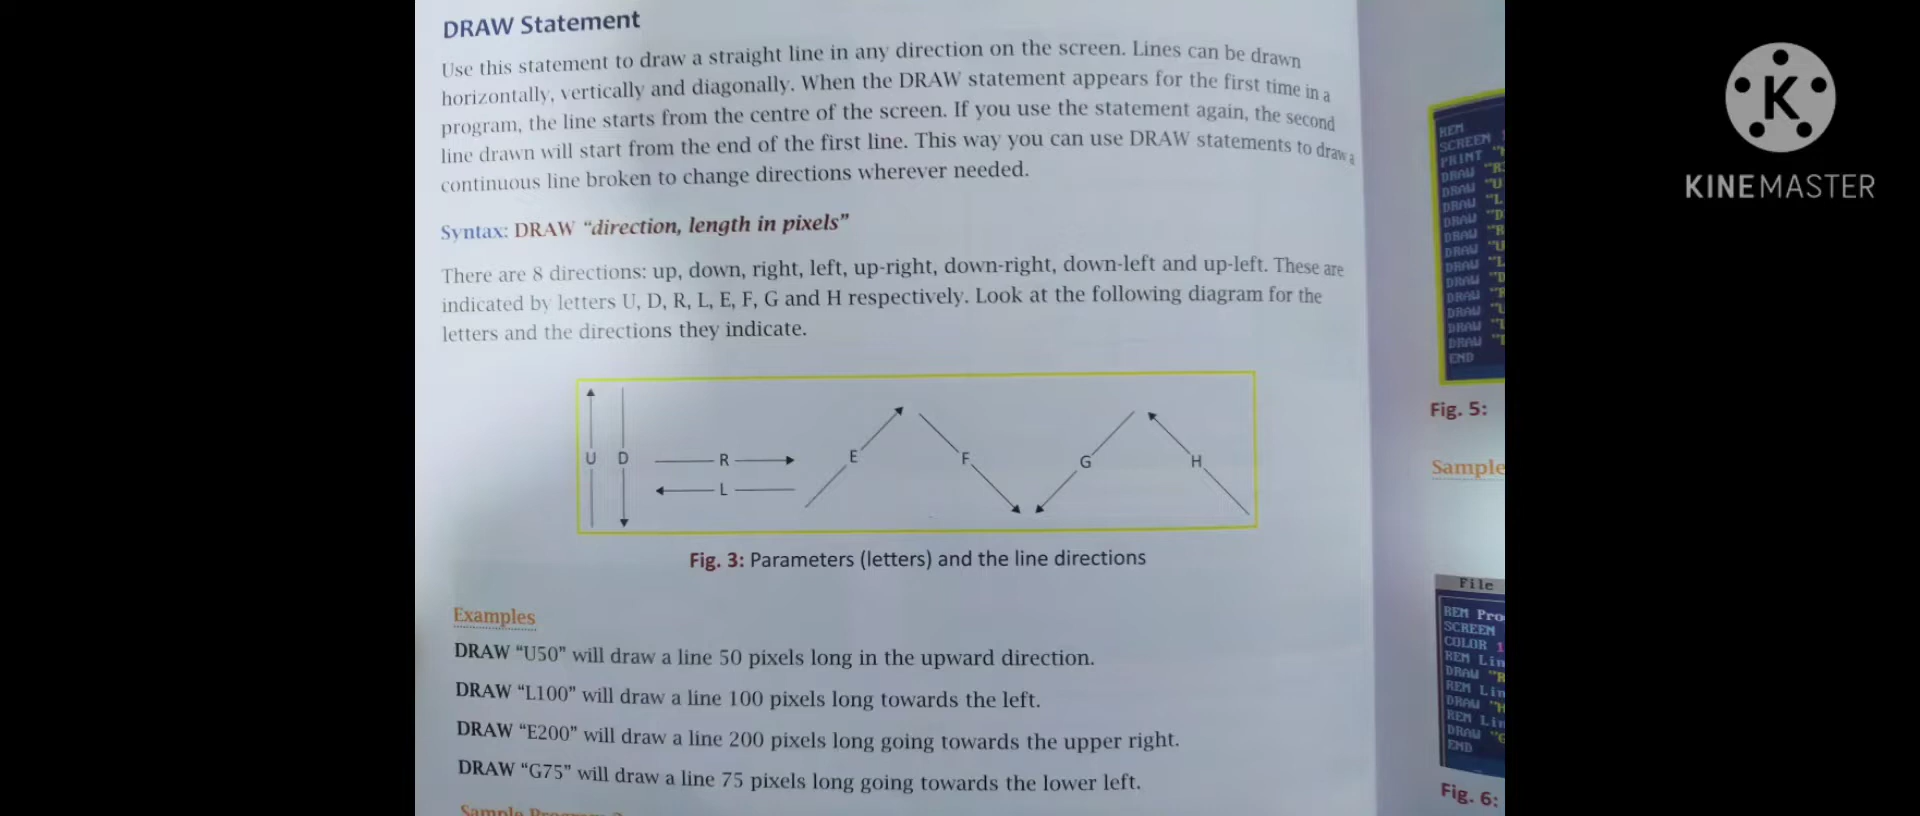 DRAW Statement
Use this statement to draw a straight line in any direction on the screen. Lines can be drawn
horizontally, vertically and diagonally. When the DRAW statement appears for the first time in a
program, the line starts from the centre of the screen. If you use the statement again, the second
line drawn will start from the end of the first line. This way you can use DRAW statements to draw a
continuous line broken to change directions wherever needed.
Syntax: DRAW “direction, length in pixels”
There are 8 directions: up, down, right, left, up-right, down-right, down-left and up-left. These are
indicated by letters U, D, R, L, E, F, G and H respectively. Look at the following diagram for the
letters and the directions they indicate.
U D R E F G H
L
Fig. 3: Parameters (letters) and the line directions
Examples
DRAW “U50” will draw a line 50 pixels long in the upward direction.
DRAW “L100” will draw a line 100 pixels long towards the left.
DRAW “E200” will draw a line 200 pixels long going towards the upper right.
DRAW “G75” will draw a line 75 pixels long going towards the lower left.
Sample
REM
SCREEN
PRINT
DRAW "R
DRAW "U
DRAW "L
DRAW "D
DRAW "R
DRAW "U
DRAW "L
DRAW "D
DRAW "R
DRAW "U
DRAW "L
DRAW
END
Fig. 5:
Sample
File
REM Pro
SCREEN
COLOR 1
REM Lin
DRAW "R
REM Lin
DRAW "H
REM Lin
DRAW "G
END
Fig. 6:
K
KINEMASTER